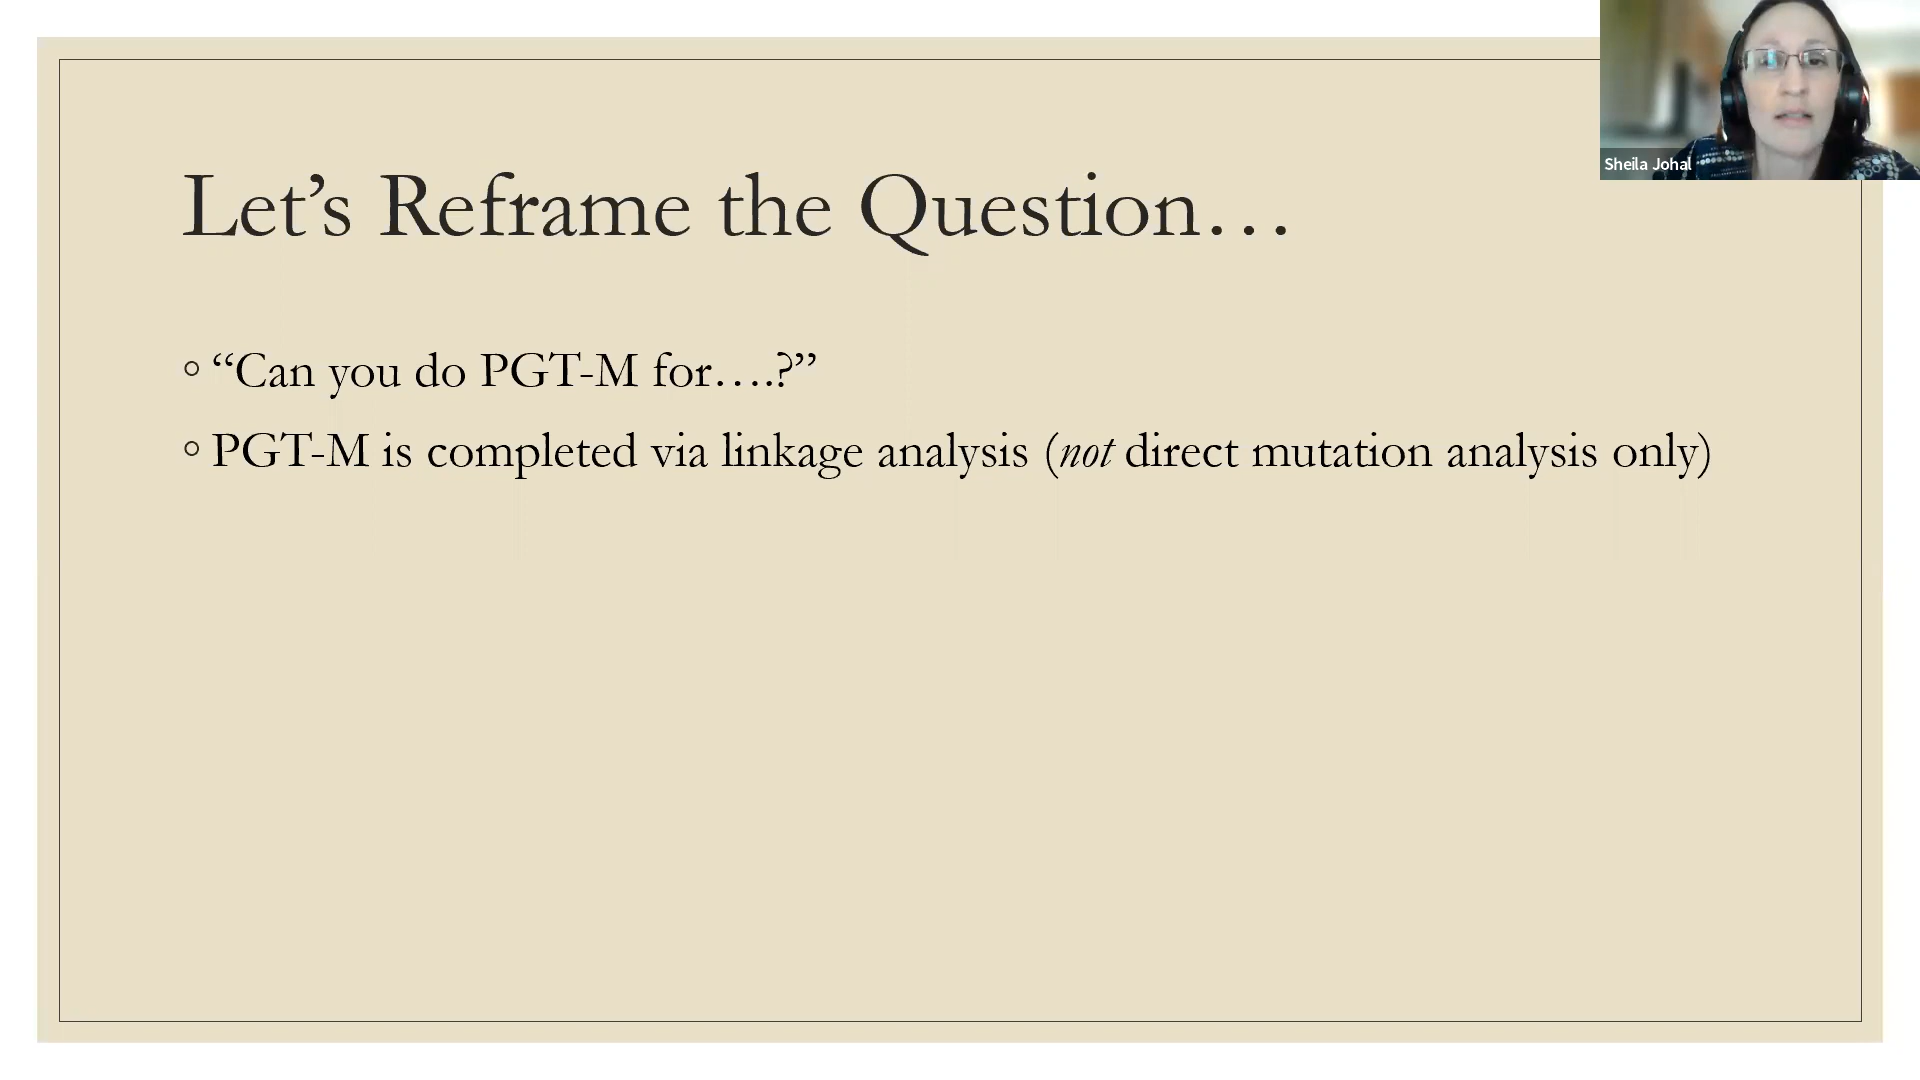 Sheila Johal
Let’s Reframe the Question…
◦ “Can you do PGT-M for….?”
◦ PGT-M is completed via linkage analysis (not direct mutation analysis only)